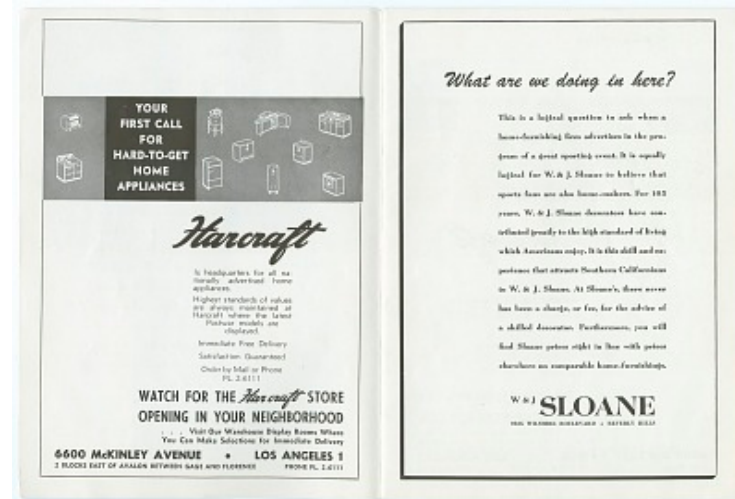 YOUR
FIRST CALL
FOR
HARD-TO-GET
HOME
APPLIANCES
Harcraft
Is headquarters for all na-
tionally advertised home
appliances.
Highest standards of values
are always maintained at
Harcraft where the latest
Postwar models are
displayed.
Immediate Free Delivery
Satisfaction Guaranteed
Order by Mail or Phone
PL. 2-6111
WATCH FOR THE Harcraft STORE
OPENING IN YOUR NEIGHBORHOOD
. . . Visit Our Warehouse Display Rooms Where
You Can Make Selections for Immediate Delivery
6600 McKINLEY AVENUE • LOS ANGELES 1
2 BLOCKS EAST OF AVALON BETWEEN GAGE AND FLORENCE PHONE PL. 2-6111
What are we doing in here?
This is a logical question to ask when a
home-furnishing firm advertises in the pro-
gram of a great sporting event. It is equally
logical for W. & J. Sloane to believe that
sports fans are also home-makers. For 103
years, W. & J. Sloane decorators have con-
tributed greatly to the high standard of living
which Americans enjoy. It is this skill and ex-
perience that attracts Southern Californians
to W. & J. Sloane. At Sloane's, there never
has been a charge, or fee, for the advice of
a skilled decorator. Furthermore, you will
find Sloane prices right in line with prices
elsewhere on comparable home-furnishings.
W & J SLOANE
WILSHIRE BOULEVARD • BEVERLY HILLS